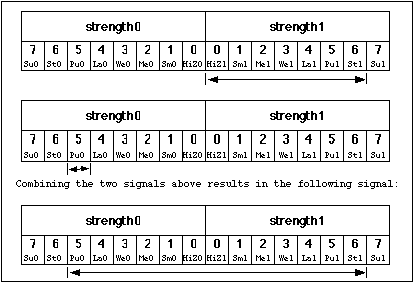 strength0 strength1
7 6 5 4 3 2 1 0 0 1 2 3 4 5 6 7
Su0 St0 Pu0 La0 We0 Me0 Sm0 HiZ0 HiZ1 Sm1 Me1 We1 La1 Pu1 St1 Su1
strength0 strength1
7 6 5 4 3 2 1 0 0 1 2 3 4 5 6 7
Su0 St0 Pu0 La0 We0 Me0 Sm0 HiZ0 HiZ1 Sm1 Me1 We1 La1 Pu1 St1 Su1
Combining the two signals above results in the following signal:
strength0 strength1
7 6 5 4 3 2 1 0 0 1 2 3 4 5 6 7
Su0 St0 Pu0 La0 We0 Me0 Sm0 HiZ0 HiZ1 Sm1 Me1 We1 La1 Pu1 St1 Su1